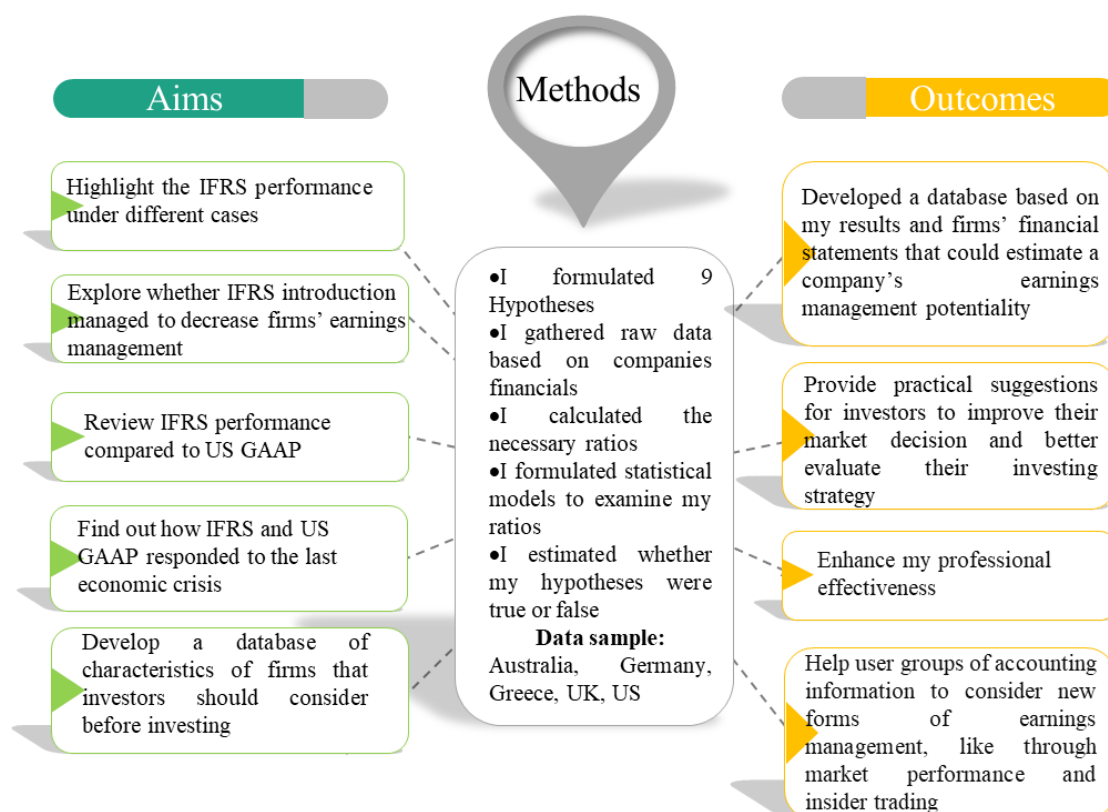 Aims
Highlight the IFRS performance
under different cases
Explore whether IFRS introduction
managed to decrease firms’ earnings
management
Review IFRS performance
compared to US GAAP
Find out how IFRS and US
GAAP responded to the last
economic crisis
Develop a database of
characteristics of firms that
investors should consider
before investing
Methods
•I formulated 9
Hypotheses
•I gathered raw data
based on companies
financials
•I calculated the
necessary ratios
•I formulated statistical
models to examine my
ratios
•I estimated whether
my hypotheses were
true or false
Data sample:
Australia, Germany,
Greece, UK, US
Outcomes
Developed a database based on
my results and firms’ financial
statements that could estimate a
company’s earnings
management potentiality
Provide practical suggestions
for investors to improve their
market decision and better
evaluate their investing
strategy
Enhance my professional
effectiveness
Help user groups of accounting
information to consider new
forms of earnings
management, like through
market performance and
insider trading